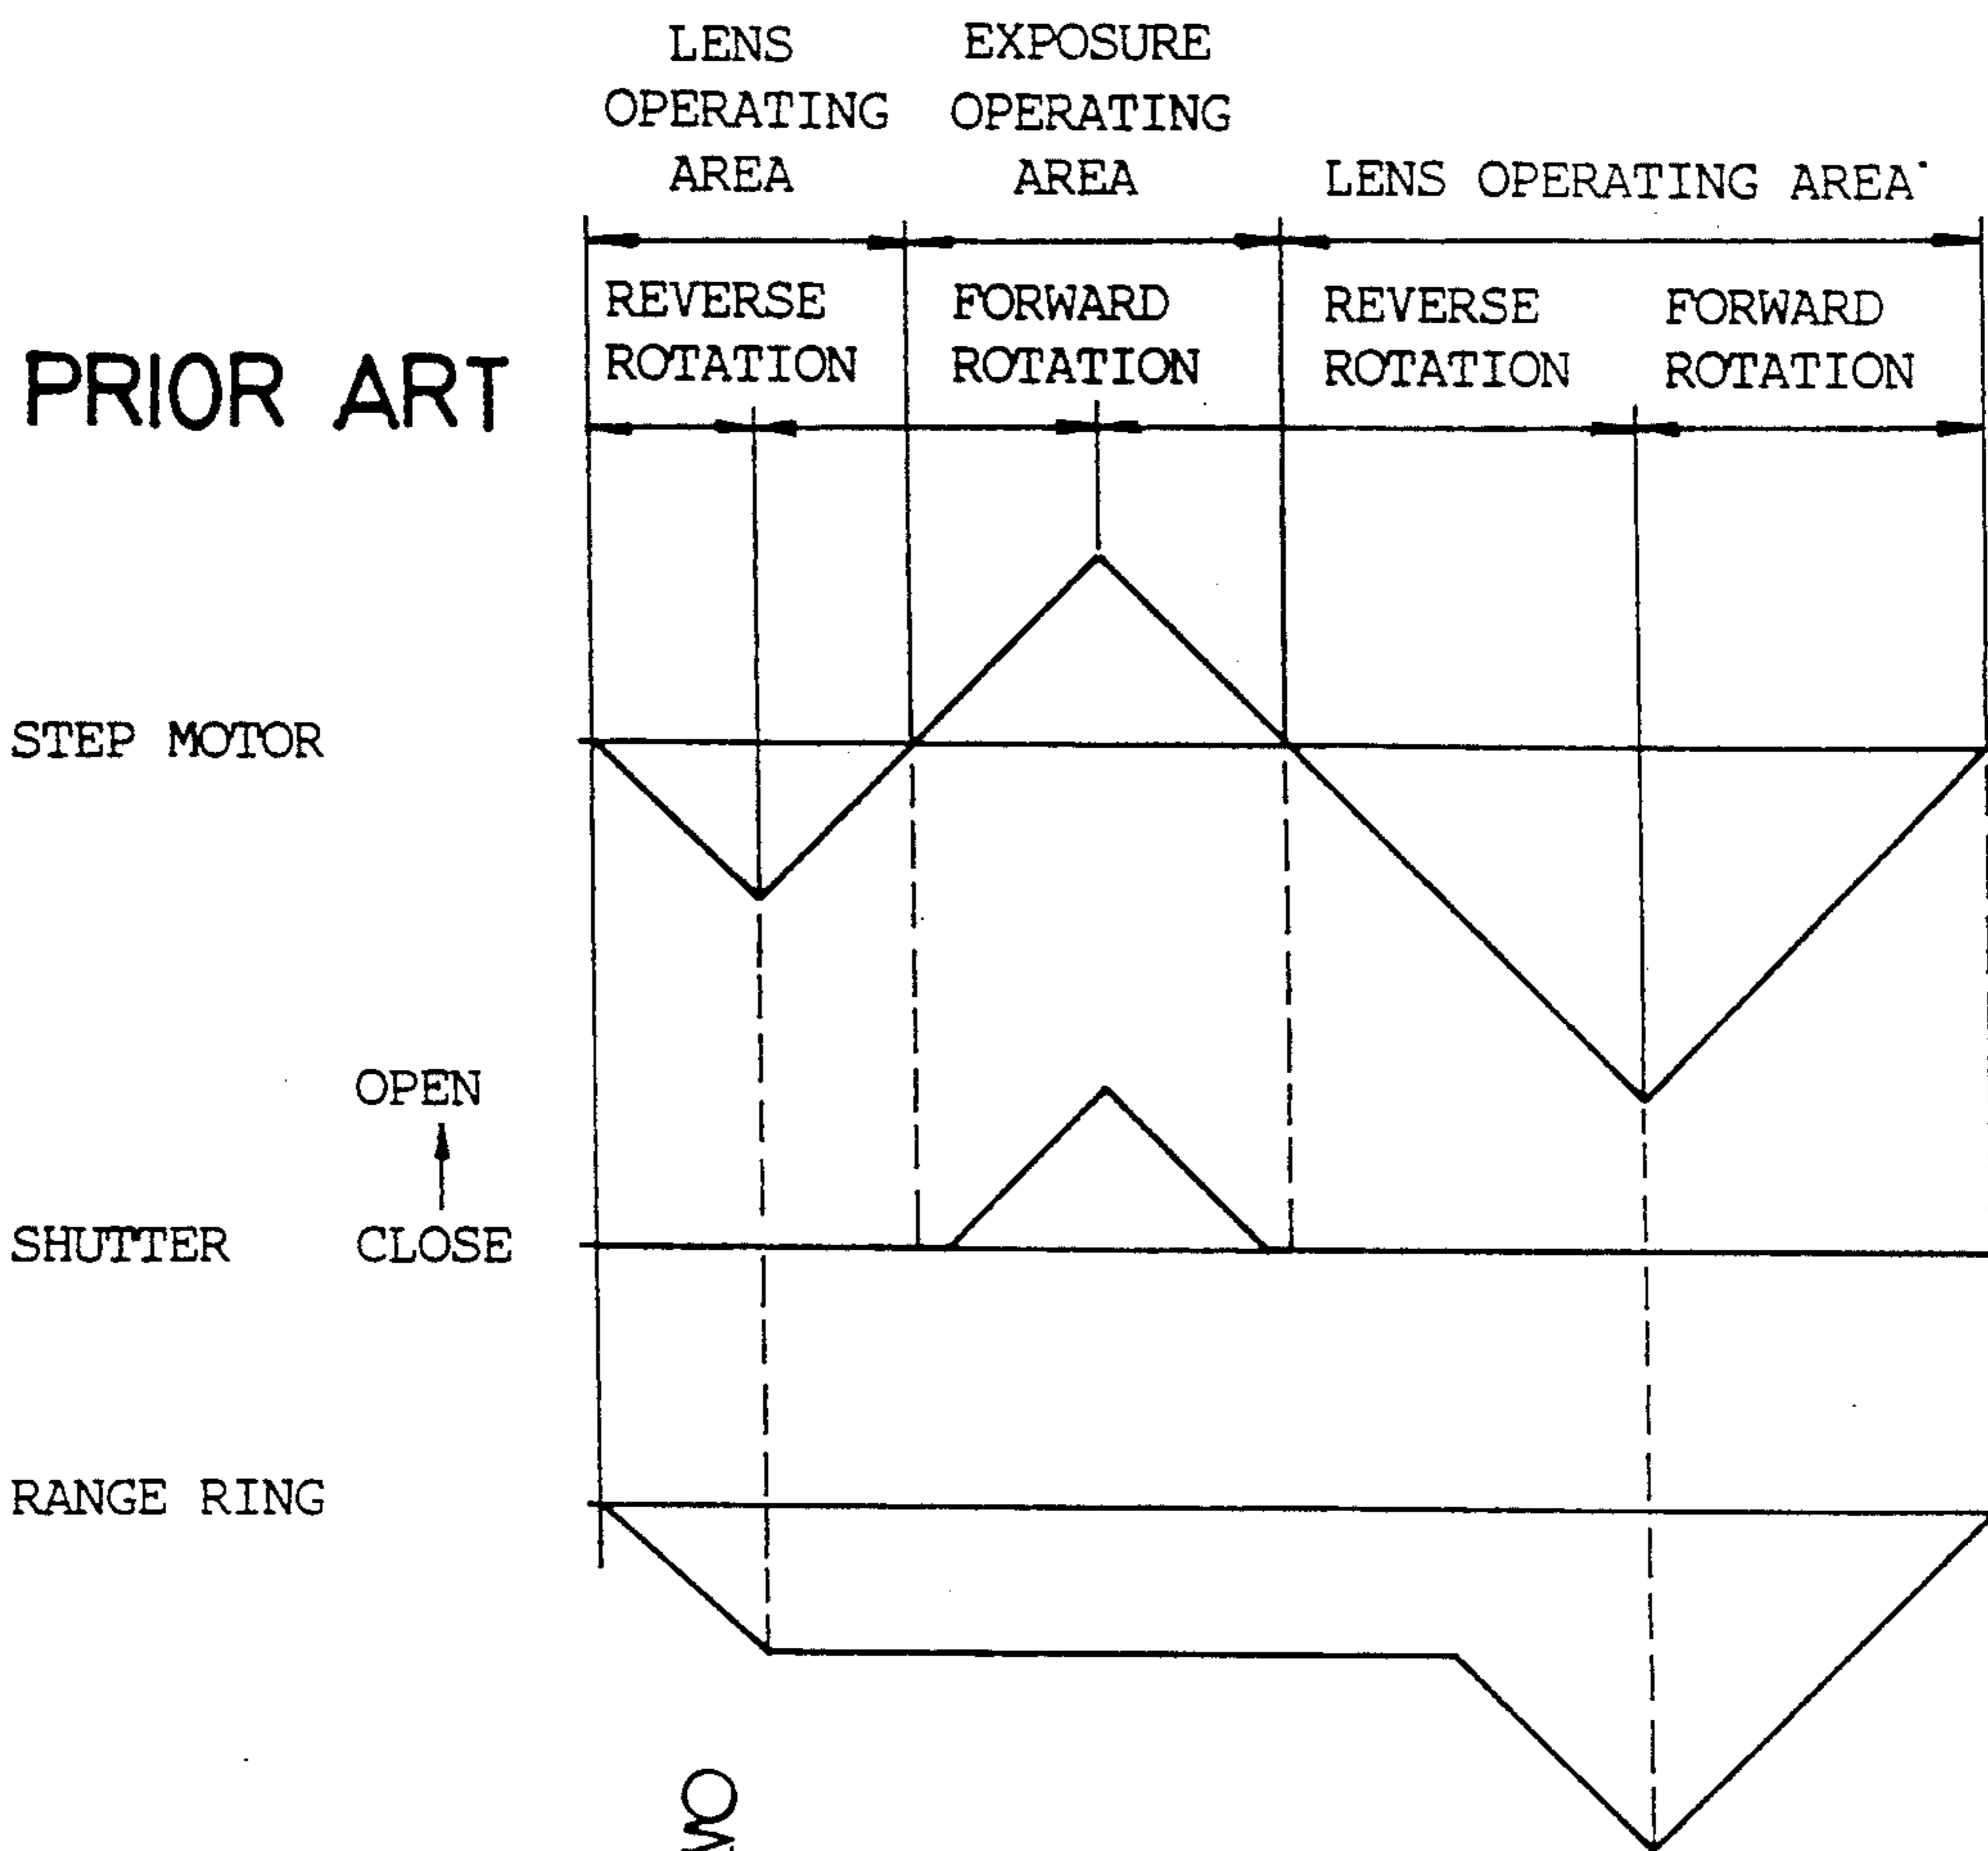 LENS
OPERATING
AREA
EXPOSURE
OPERATING
AREA
LENS OPERATING AREA
REVERSE
ROTATION
FORWARD
ROTATION
REVERSE
ROTATION
FORWARD
ROTATION
PRIOR ART
STEP MOTOR
OPEN
SHUTTER CLOSE
RANGE RING